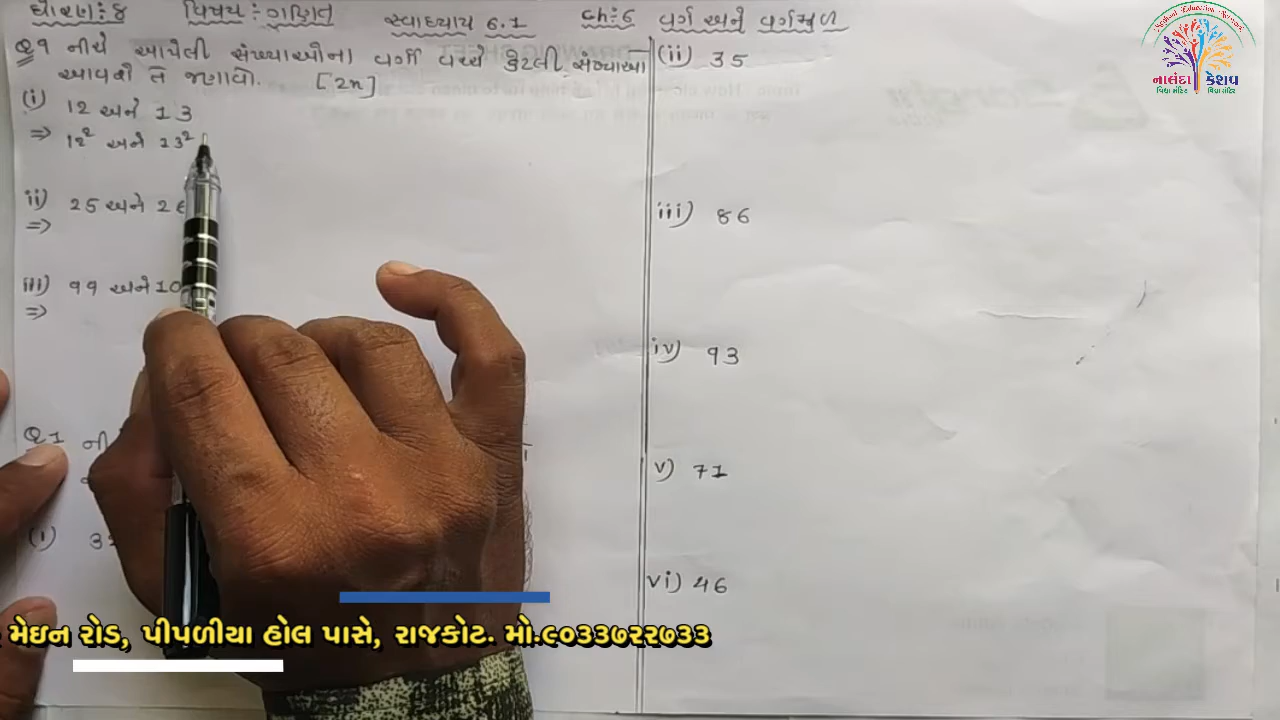 ધોરણ:૪ વિષય:-ગણિત સ્વાધ્યાય 6.1 ch:6 વર્ગ અને વર્ગમૂળ
Q9 નીચે આપેલી સંખ્યાઓના વર્ગ વચ્ચે કેટલી સંખ્યાઓ
આવશે તે જણાવો. [2n]
(i) 12 અને 13
⇒ 12² અને 13²
ii) 25 અને 26
⇒
iii) 99 અને 10
⇒
Q1 ની
(i) 3
(ii) 35
iii) 86
iv) 93
v) 71
vi) 46
નાલંદા કેશવ
વિદ્યામંદિર વિદ્યામંદિર
મેઇન રોડ, પીપળીયા હોલ પાસે, રાજકોટ. મો.૯૦૩૩૭૨૨૭૩૩